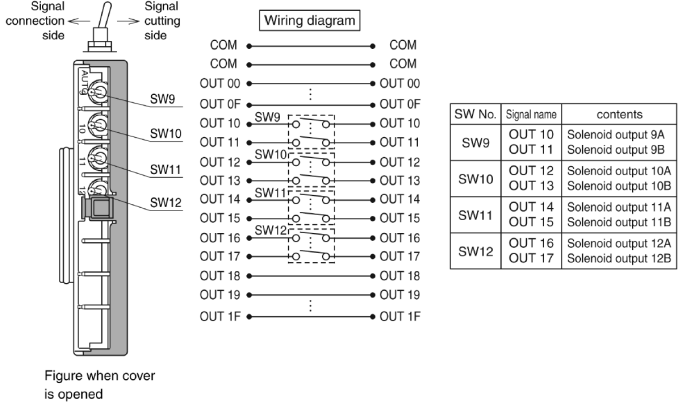 Signal
connection
side
Signal
cutting
side
AUTO
9
10
11
12
SW9
SW10
SW11
SW12
Figure when cover
is opened
Wiring diagram
COM COM
COM COM
OUT 00 OUT 00
OUT 0F OUT 0F
OUT 10 SW9 OUT 10
OUT 11 OUT 11
OUT 12 SW10 OUT 12
OUT 13 OUT 13
OUT 14 SW11 OUT 14
OUT 15 OUT 15
OUT 16 SW12 OUT 16
OUT 17 OUT 17
OUT 18 OUT 18
OUT 19 OUT 19
OUT 1F OUT 1F
SW No. Signal name contents
SW9
OUT 10 Solenoid output 9A
OUT 11 Solenoid output 9B
SW10
OUT 12 Solenoid output 10A
OUT 13 Solenoid output 10B
SW11
OUT 14 Solenoid output 11A
OUT 15 Solenoid output 11B
SW12
OUT 16 Solenoid output 12A
OUT 17 Solenoid output 12B